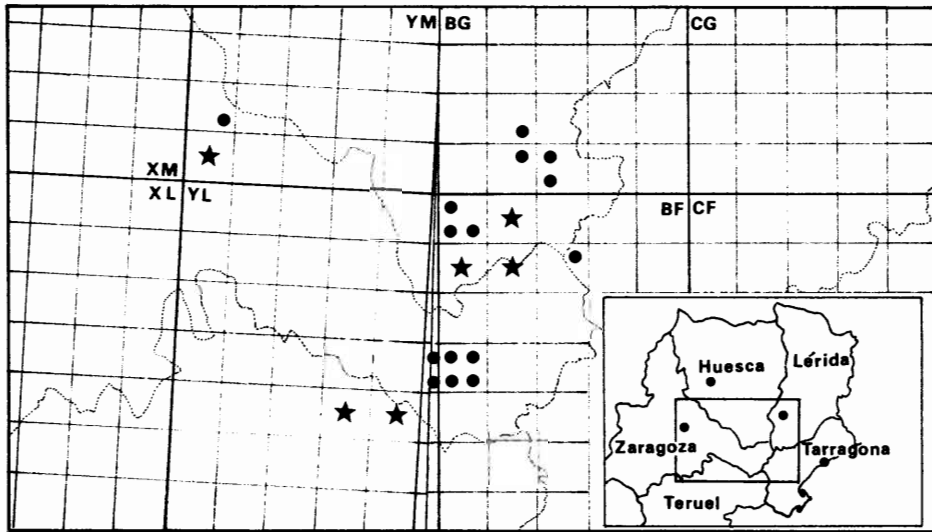 YM BG CG
XM
XL YL
BF CF
Huesca Lérida
Zaragoza Tarragona
Teruel